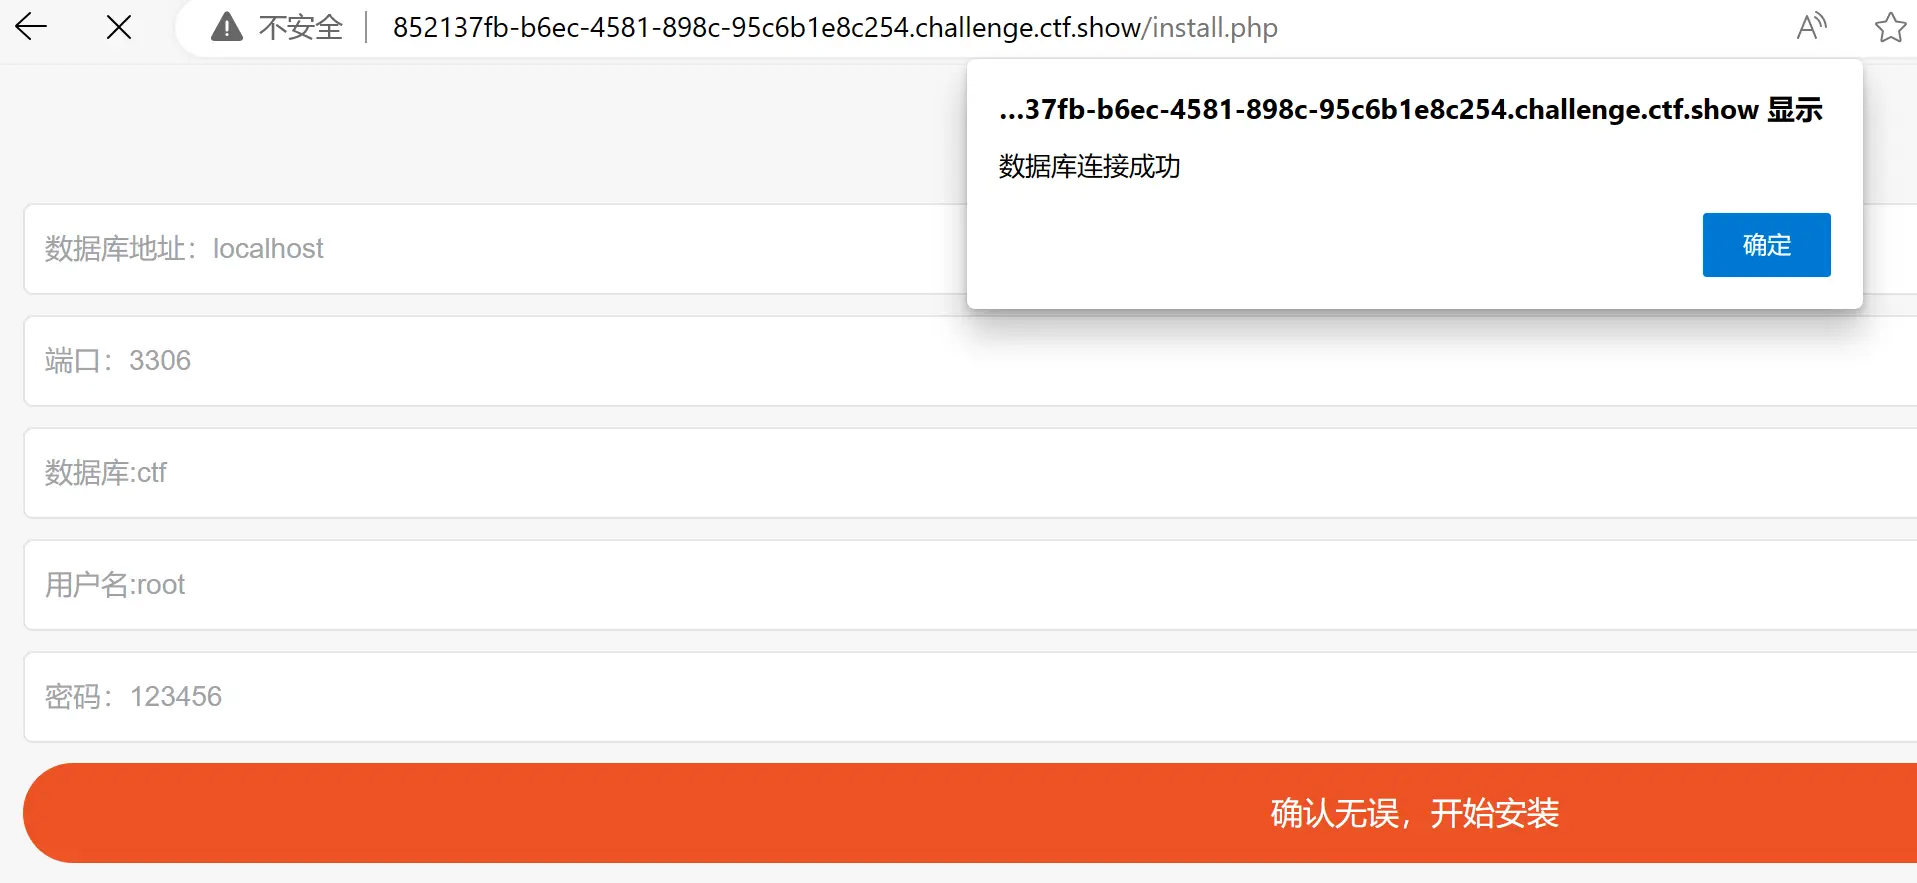 不安全 852137fb-b6ec-4581-898c-95c6b1e8c254.challenge.ctf.show/install.php
...37fb-b6ec-4581-898c-95c6b1e8c254.challenge.ctf.show 显示
数据库连接成功
确定
数据库地址：localhost
端口：3306
数据库:ctf
用户名:root
密码：123456
确认无误，开始安装